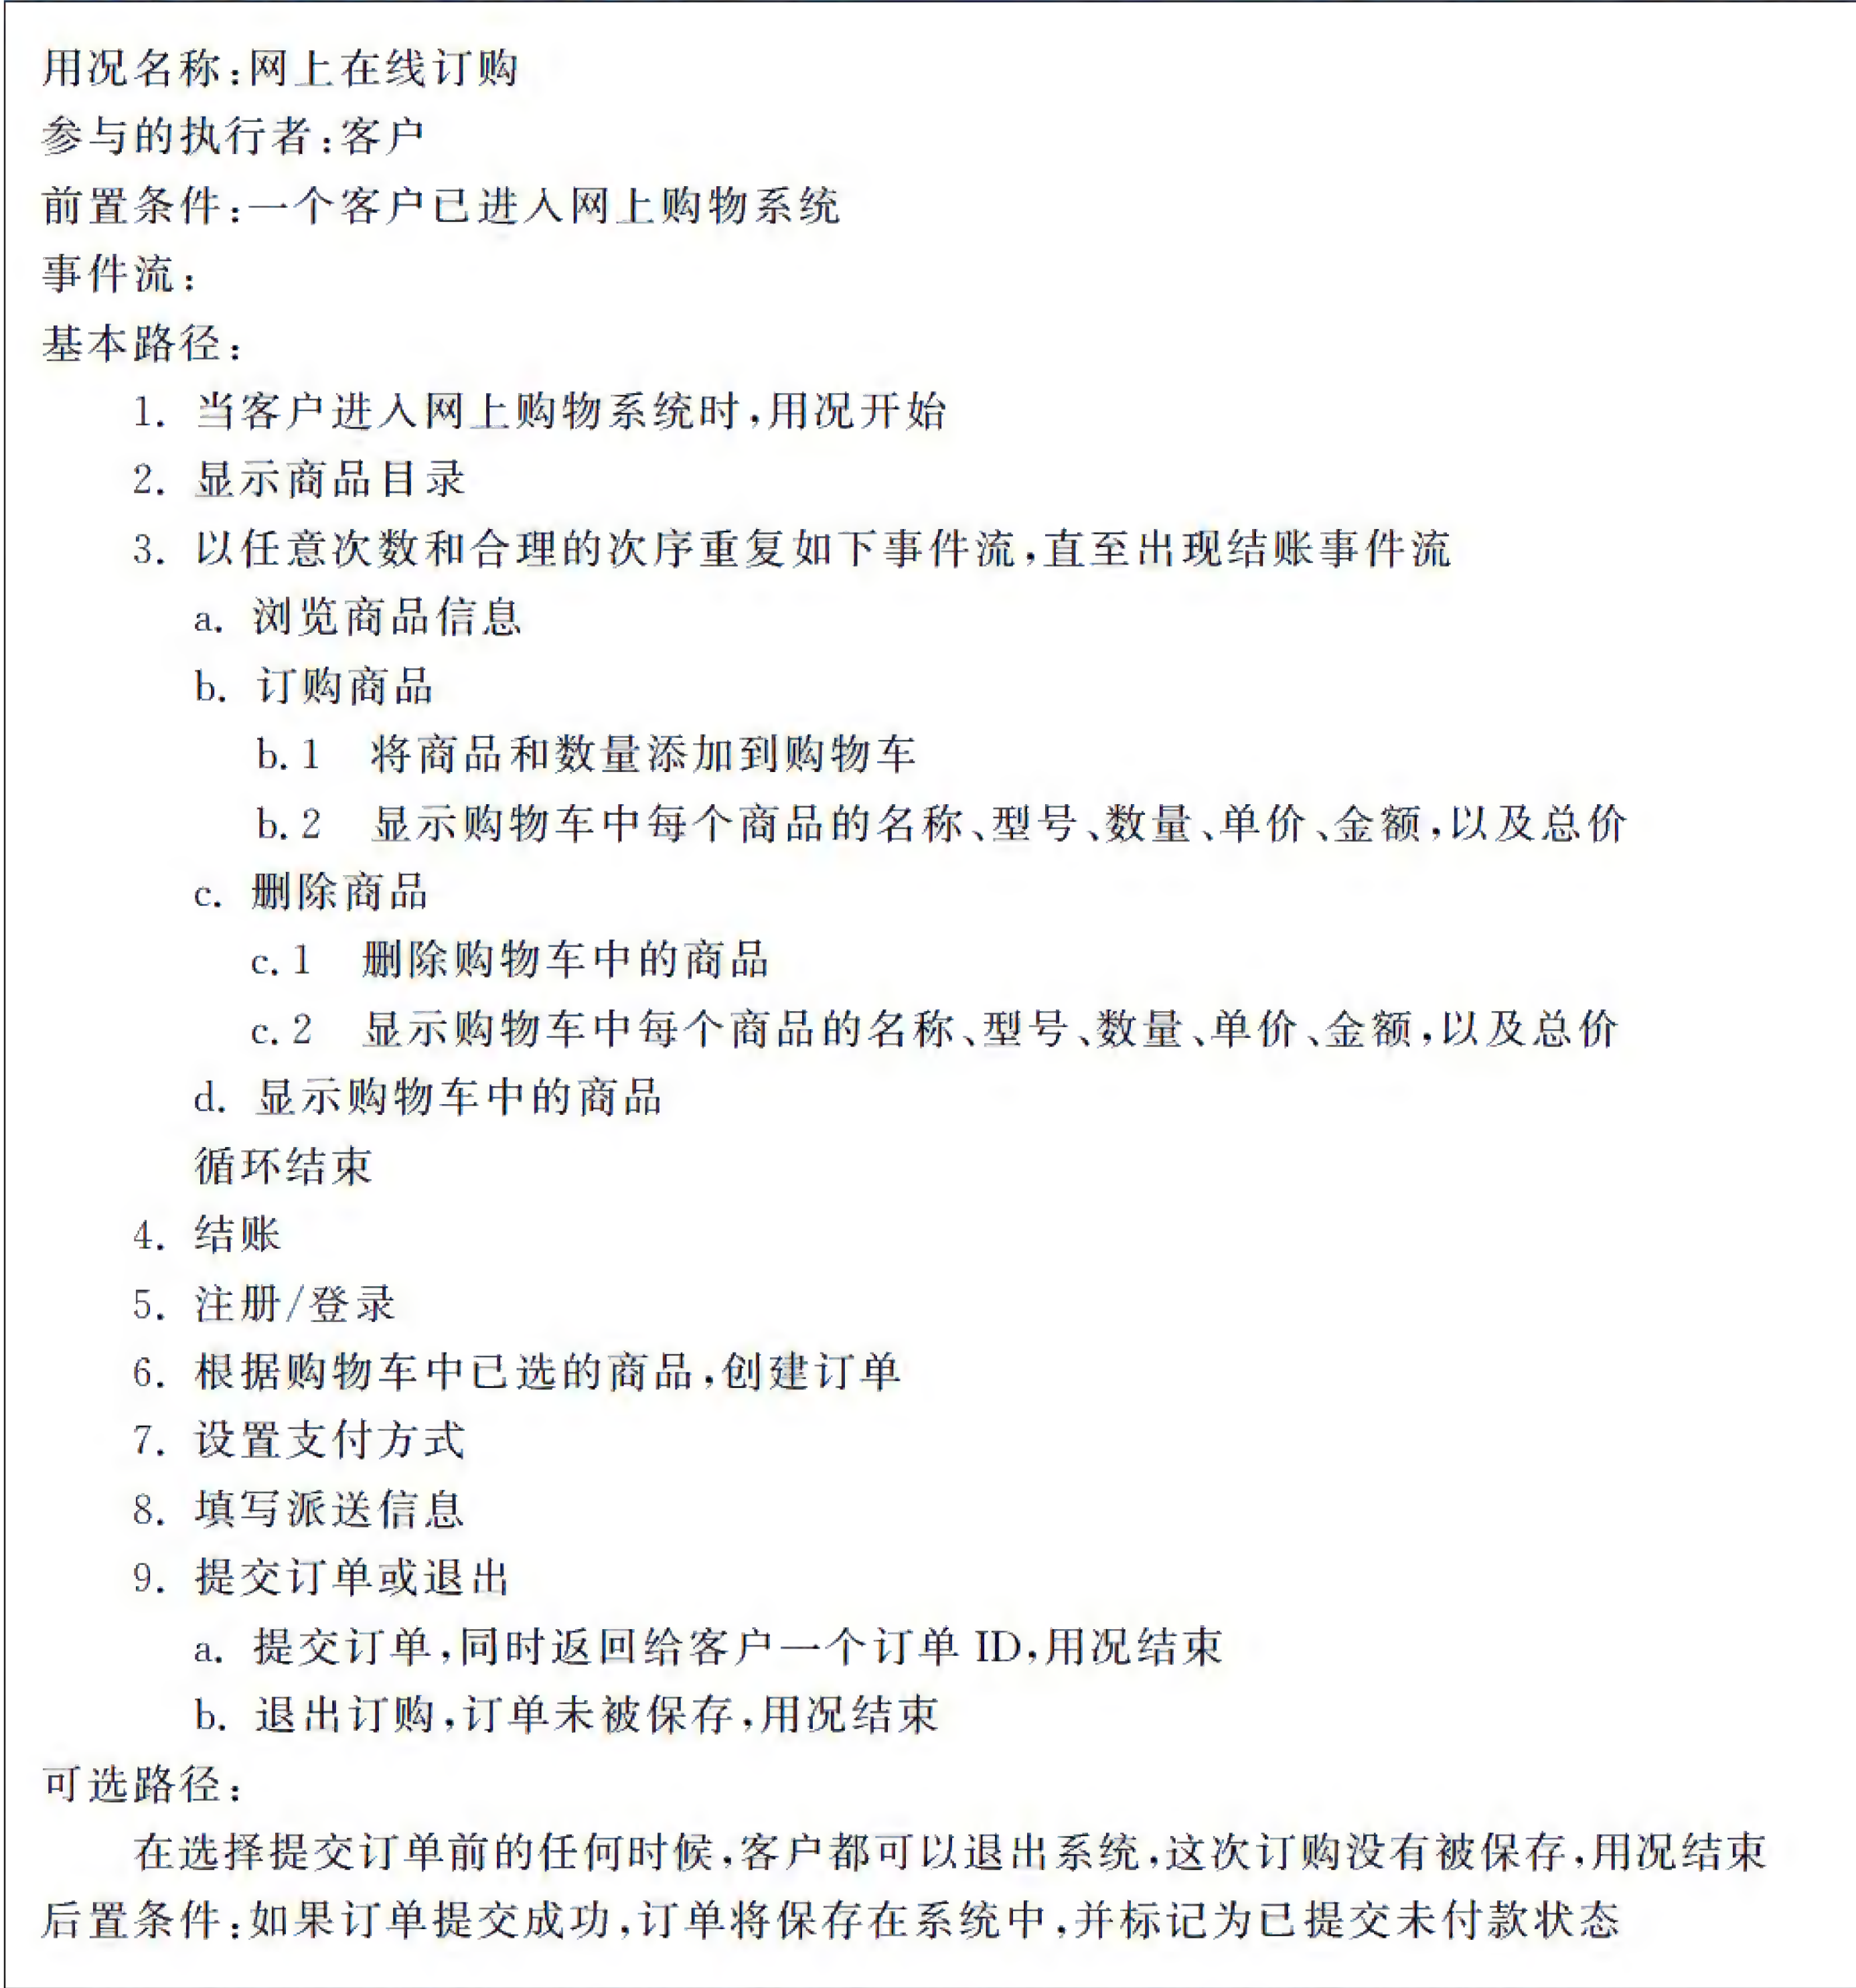 用况名称:网上在线订购
参与的执行者:客户
前置条件:一个客户已进入网上购物系统
事件流:
基本路径:
1. 当客户进入网上购物系统时,用况开始
2. 显示商品目录
3. 以任意次数和合理的次序重复如下事件流,直至出现结账事件流
a. 浏览商品信息
b. 订购商品
b.1 将商品和数量添加到购物车
b.2 显示购物车中每个商品的名称、型号、数量、单价、金额,以及总价
c. 删除商品
c.1 删除购物车中的商品
c.2 显示购物车中每个商品的名称、型号、数量、单价、金额,以及总价
d. 显示购物车中的商品
循环结束
4. 结账
5. 注册/登录
6. 根据购物车中已选的商品,创建订单
7. 设置支付方式
8. 填写派送信息
9. 提交订单或退出
a. 提交订单,同时返回给客户一个订单 ID,用况结束
b. 退出订购,订单未被保存,用况结束
可选路径:
在选择提交订单前的任何时候,客户都可以退出系统,这次订购没有被保存,用况结束
后置条件:如果订单提交成功,订单将保存在系统中,并标记为已提交未付款状态